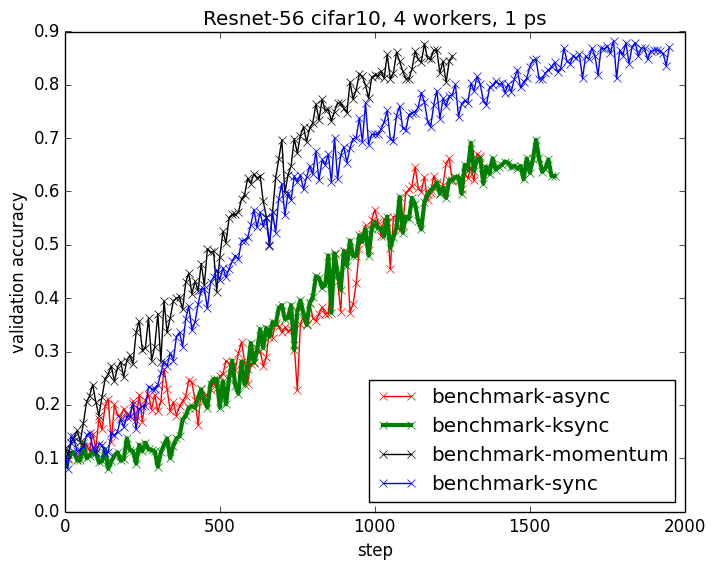 Resnet-56 cifar10, 4 workers, 1 ps
validation accuracy
0.9
0.8
0.7
0.6
0.5
0.4
0.3
0.2
0.1
0.0
benchmark-async
benchmark-ksync
benchmark-momentum
benchmark-sync
0 500 1000 1500 2000
step